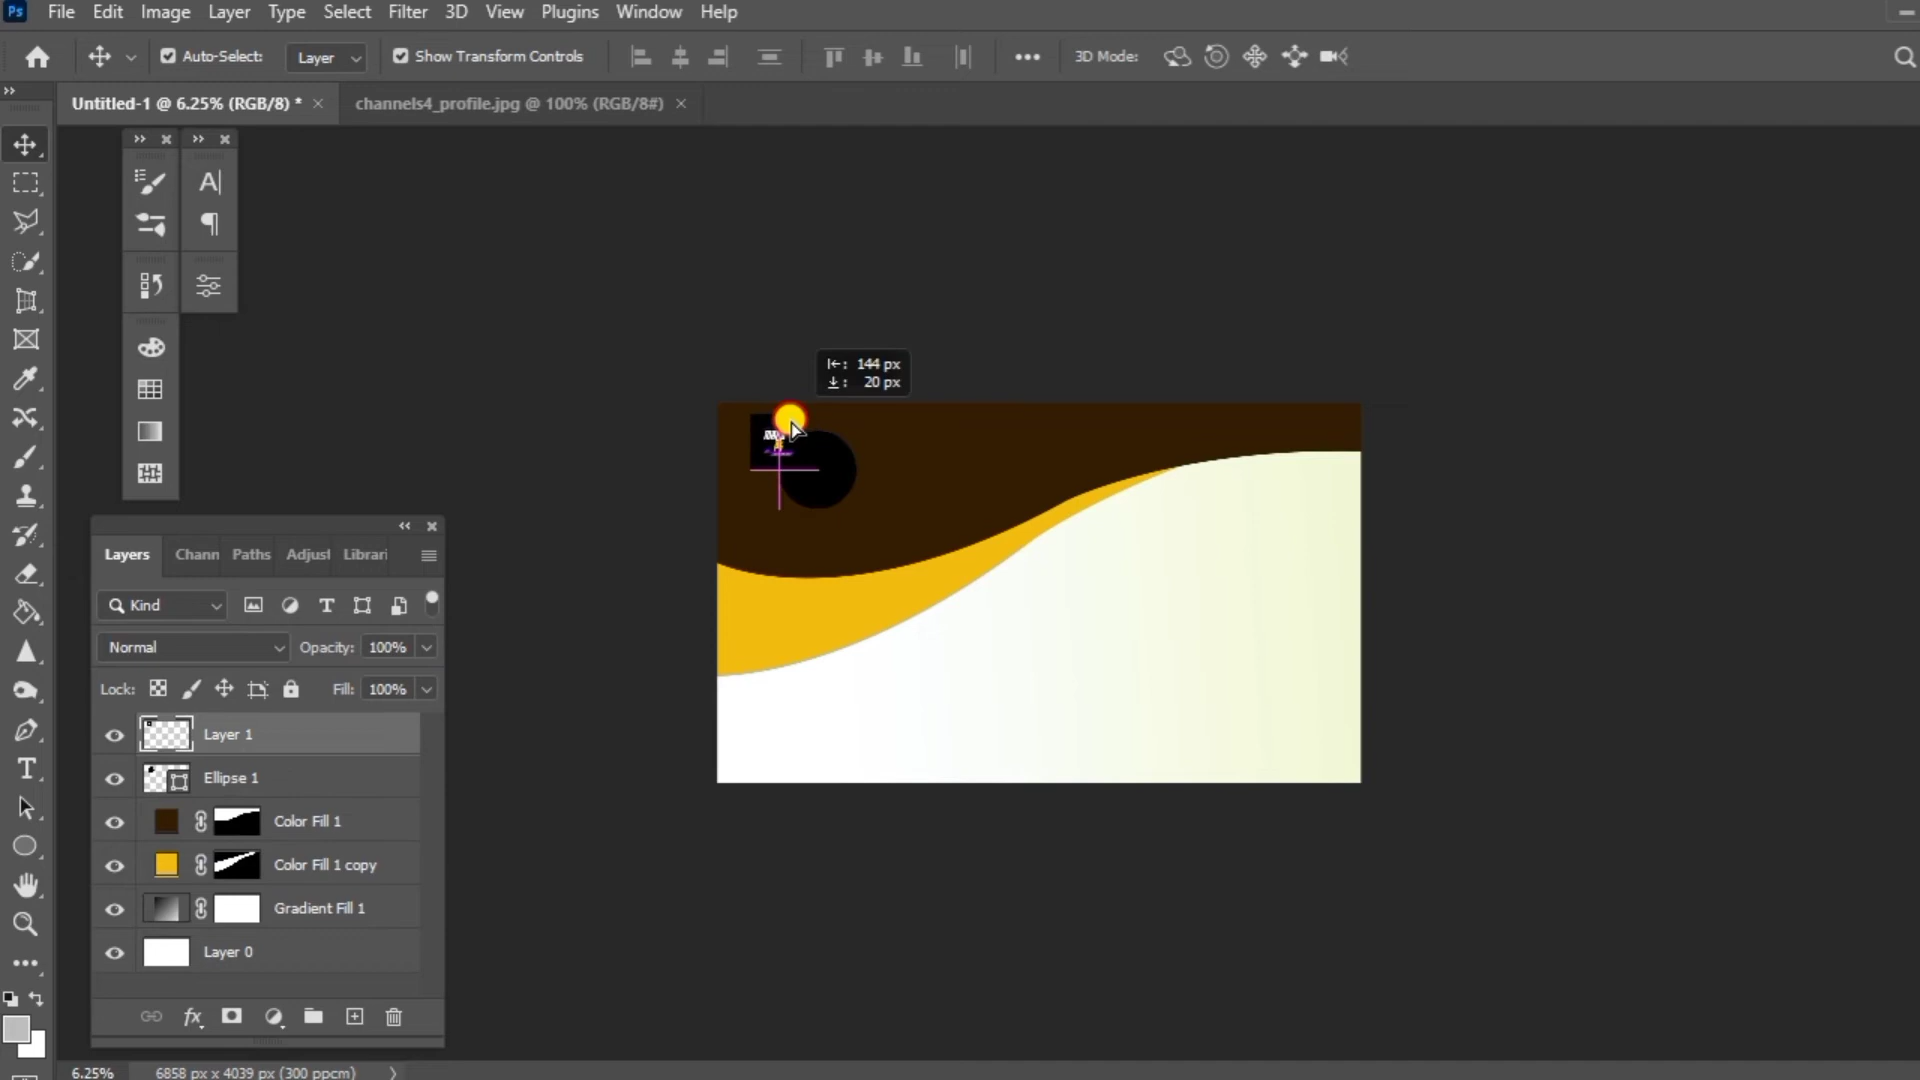 Ps File Edit Image Layer Type Select Filter 3D View Plugins Window Help
Auto-Select: Layer Show Transform Controls 3D Mode:
Untitled-1 @ 6.25% (RGB/8) * channels4_profile.jpg @ 100% (RGB/8#)
144 px
20 px
Layers Chann Paths Adjust Librari
Kind
Normal Opacity: 100%
Lock: Fill: 100%
Layer 1
Ellipse 1
Color Fill 1
Color Fill 1 copy
Gradient Fill 1
Layer 0
fx
6.25% 6858 px x 4039 px (300 ppcm)